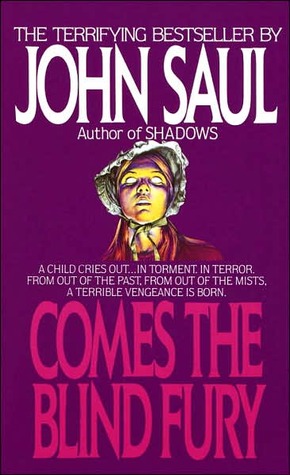 THE TERRIFYING BESTSELLER BY
JOHN SAUL
Author of SHADOWS
A CHILD CRIES OUT...IN TORMENT. IN TERROR.
FROM OUT OF THE PAST, FROM OUT OF THE MISTS,
A TERRIBLE VENGEANCE IS BORN.
COMES THE
BLIND FURY